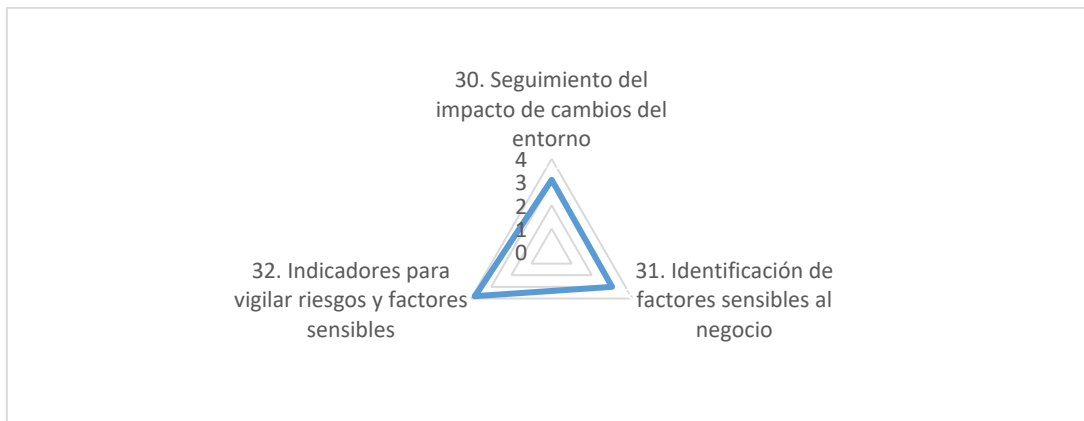 30. Seguimiento del
impacto de cambios del
entorno
4
3
2
1
0
32. Indicadores para
vigilar riesgos y factores
sensibles
31. Identificación de
factores sensibles al
negocio